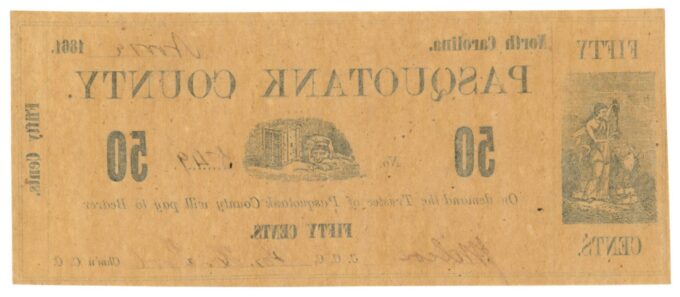 FIFTY
CENTS.
North Carolina.
1861.
PASQUOTANK COUNTY.
50
No.
50
On demand the Trustee of Pasquotank County will pay to Bearer
FIFTY CENTS.
J. C. C.
Chm'n C. C.
Fifty Cents.